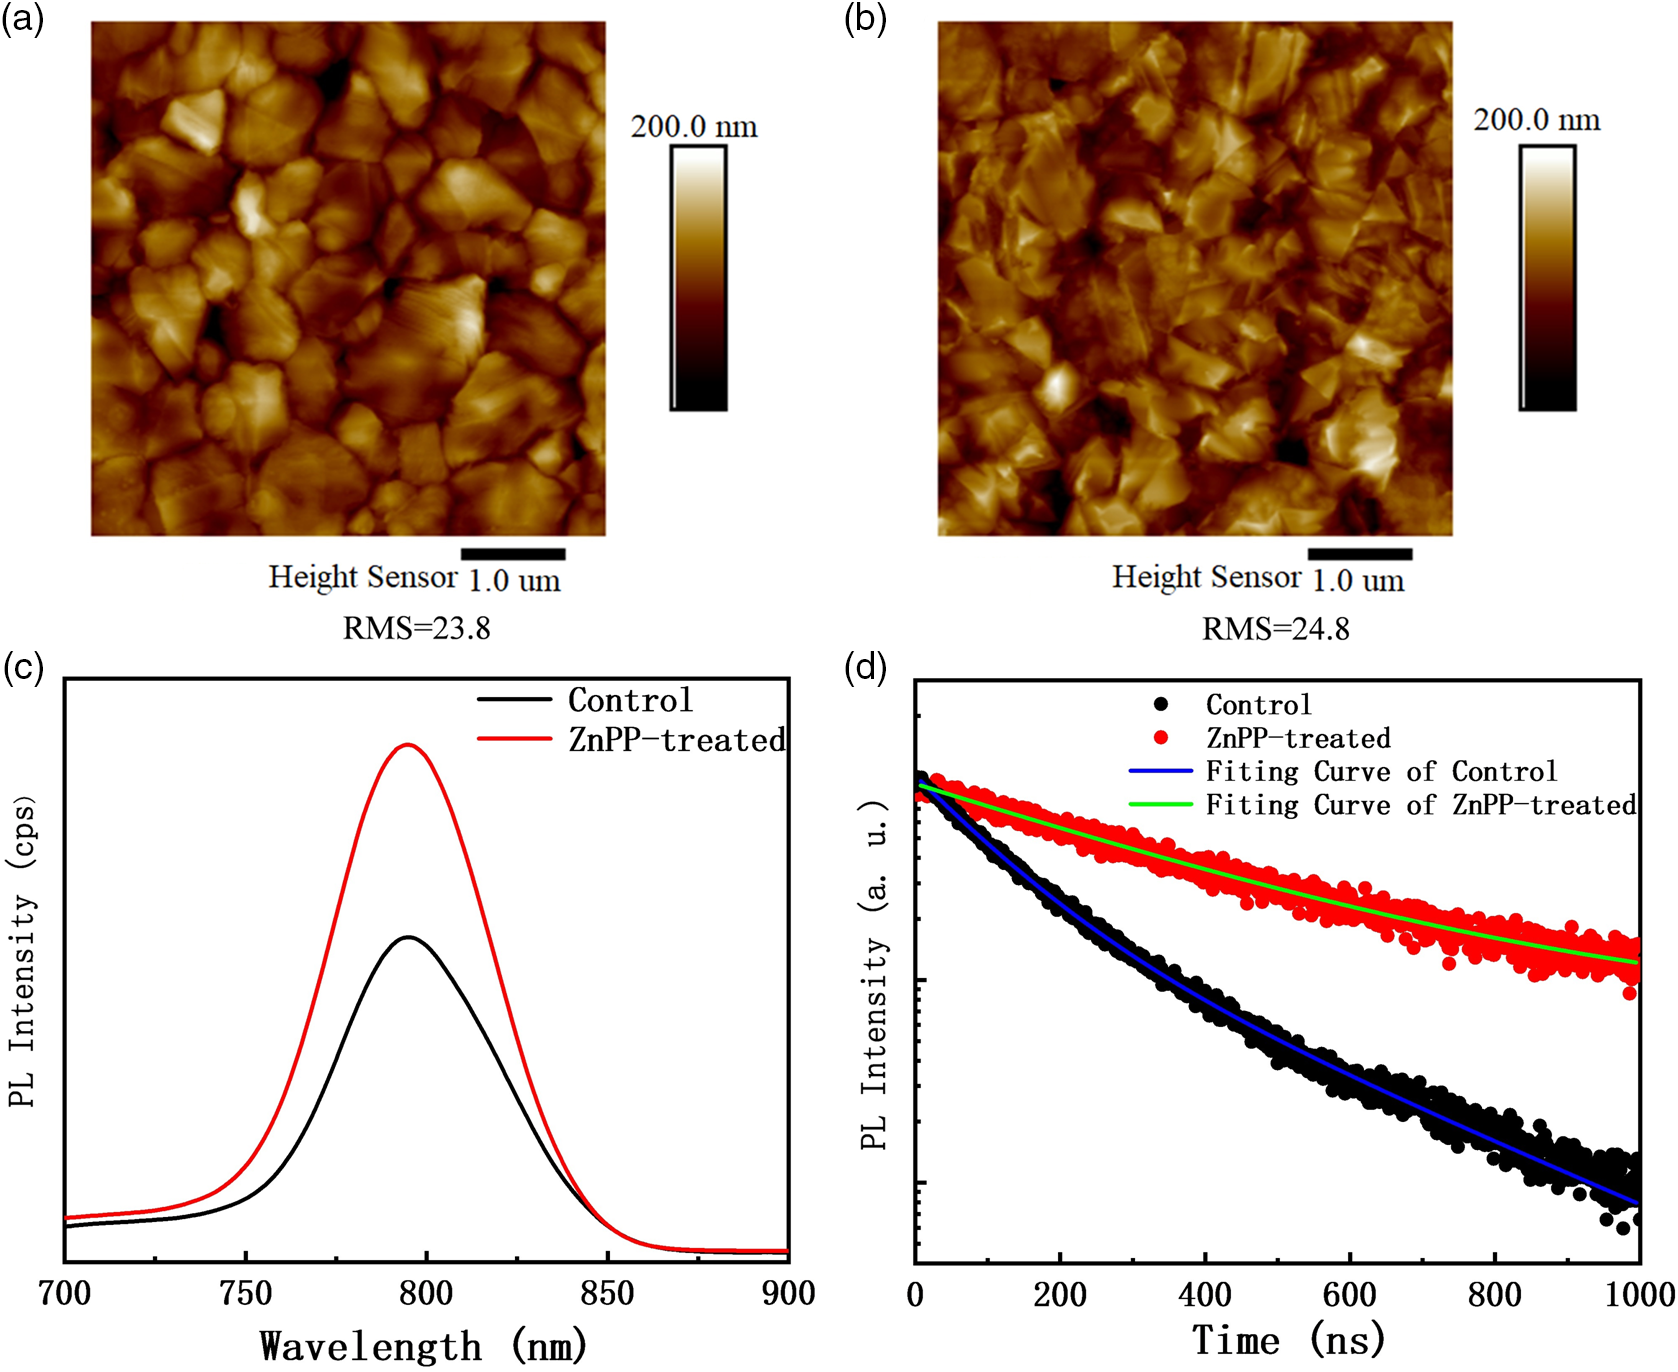 (a)
200.0 nm
Height Sensor 1.0 um
RMS=23.8
(b)
200.0 nm
Height Sensor 1.0 um
RMS=24.8
(c)
Control
ZnPP-treated
PL Intensity (cps)
700 750 800 850 900
Wavelength (nm)
(d)
Control
ZnPP-treated
Fiting Curve of Control
Fiting Curve of ZnPP-treated
PL Intensity (a. u.)
0 200 400 600 800 1000
Time (ns)